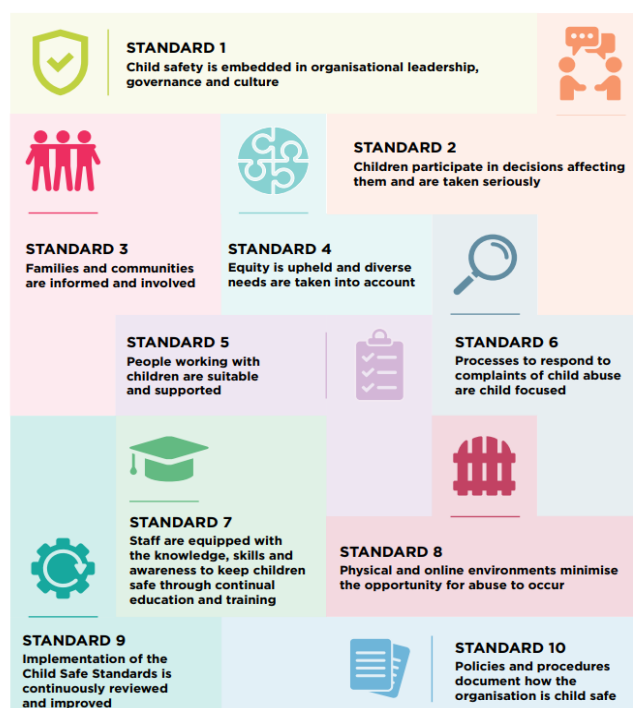 STANDARD 1
Child safety is embedded in organisational leadership,
governance and culture
STANDARD 2
Children participate in decisions affecting
them and are taken seriously
STANDARD 3
Families and communities
are informed and involved
STANDARD 4
Equity is upheld and diverse
needs are taken into account
STANDARD 5
People working with
children are suitable
and supported
STANDARD 6
Processes to respond to
complaints of child abuse
are child focused
STANDARD 7
Staff are equipped with
the knowledge, skills and
awareness to keep children
safe through continual
education and training
STANDARD 8
Physical and online environments minimise
the opportunity for abuse to occur
STANDARD 9
Implementation of the
Child Safe Standards is
continuously reviewed
and improved
STANDARD 10
Policies and procedures
document how the
organisation is child safe